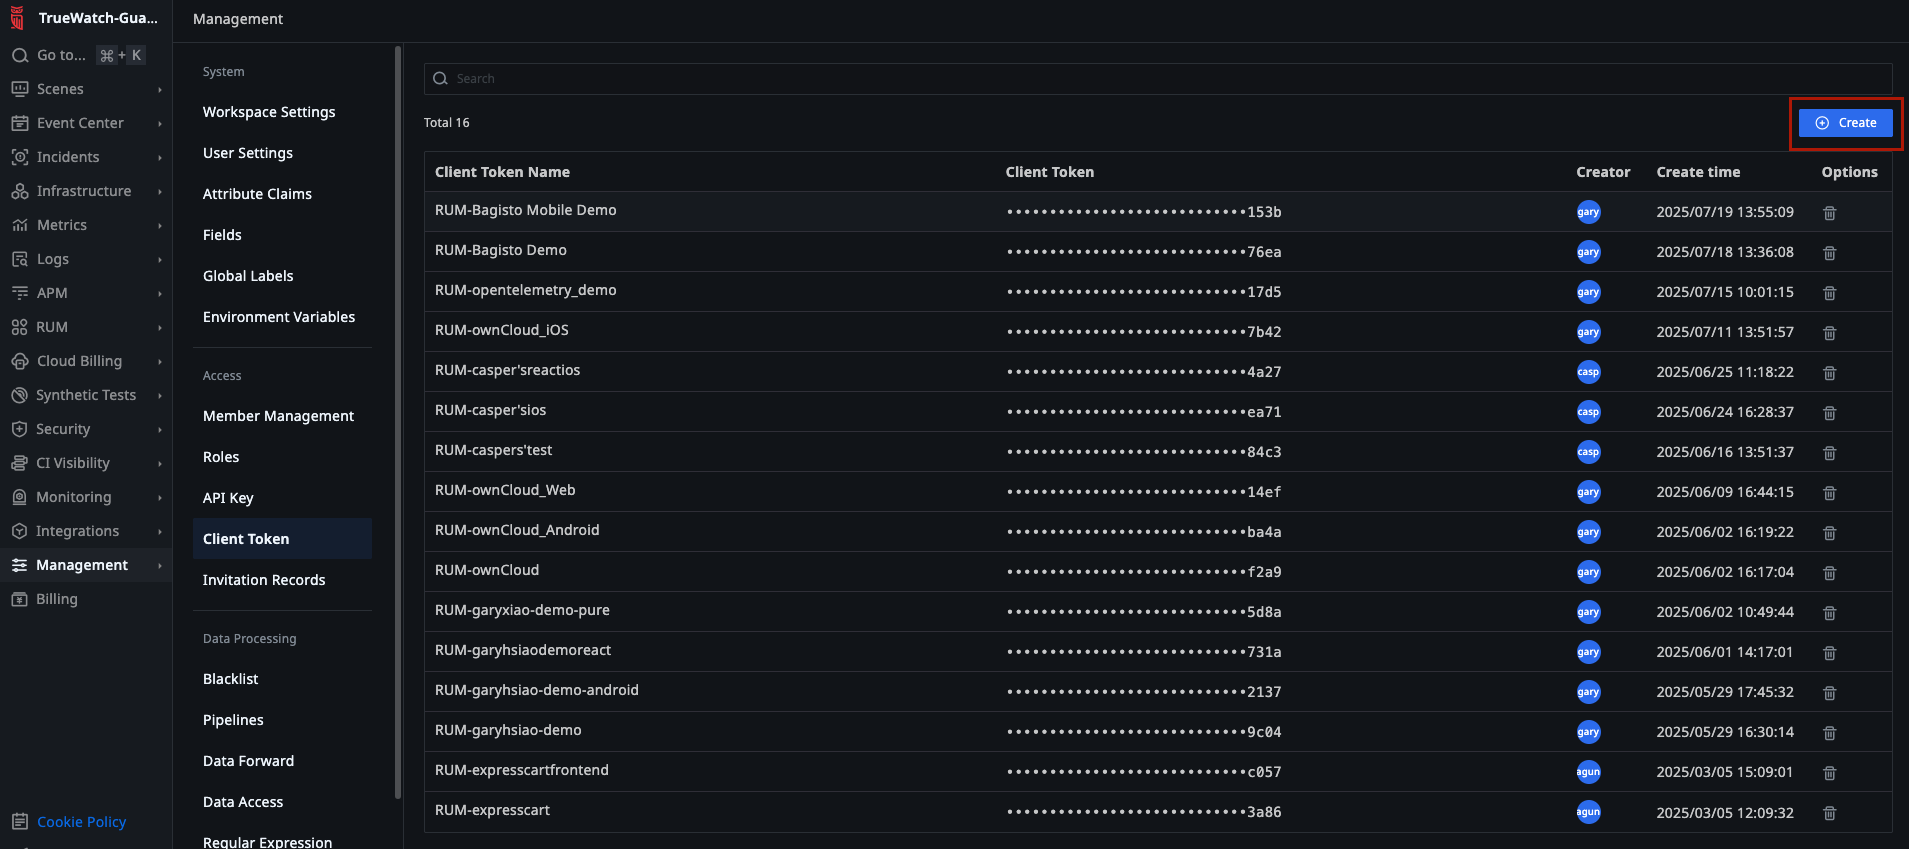 TrueWatch-Gua...
Go to... ⌘ + K
Scenes
Event Center
Incidents
Infrastructure
Metrics
Logs
APM
RUM
Cloud Billing
Synthetic Tests
Security
CI Visibility
Monitoring
Integrations
Management
Billing
Cookie Policy
Management
System
Workspace Settings
User Settings
Attribute Claims
Fields
Global Labels
Environment Variables
Access
Member Management
Roles
API Key
Client Token
Invitation Records
Data Processing
Blacklist
Pipelines
Data Forward
Data Access
Regular Expression
Search
Total 16
Create
Client Token Name Client Token Creator Create time Options
RUM-Bagisto Mobile Demo ••••••••••••••••••••••••••••153b gary 2025/07/19 13:55:09
RUM-Bagisto Demo ••••••••••••••••••••••••••••76ea gary 2025/07/18 13:36:08
RUM-opentelemetry_demo ••••••••••••••••••••••••••••17d5 gary 2025/07/15 10:01:15
RUM-ownCloud_iOS ••••••••••••••••••••••••••••7b42 gary 2025/07/11 13:51:57
RUM-casper'sreactios ••••••••••••••••••••••••••••4a27 casp 2025/06/25 11:18:22
RUM-casper'sios ••••••••••••••••••••••••••••ea71 casp 2025/06/24 16:28:37
RUM-caspers'test ••••••••••••••••••••••••••••84c3 casp 2025/06/16 13:51:37
RUM-ownCloud_Web ••••••••••••••••••••••••••••14ef gary 2025/06/09 16:44:15
RUM-ownCloud_Android ••••••••••••••••••••••••••••ba4a gary 2025/06/02 16:19:22
RUM-ownCloud ••••••••••••••••••••••••••••f2a9 gary 2025/06/02 16:17:04
RUM-garyxiao-demo-pure ••••••••••••••••••••••••••••5d8a gary 2025/06/02 10:49:44
RUM-garyhsiaodemoreact ••••••••••••••••••••••••••••731a gary 2025/06/01 14:17:01
RUM-garyhsiao-demo-android ••••••••••••••••••••••••••••2137 gary 2025/05/29 17:45:32
RUM-garyhsiao-demo ••••••••••••••••••••••••••••9c04 gary 2025/05/29 16:30:14
RUM-expresscartfrontend ••••••••••••••••••••••••••••c057 agun 2025/03/05 15:09:01
RUM-expresscart ••••••••••••••••••••••••••••3a86 agun 2025/03/05 12:09:32